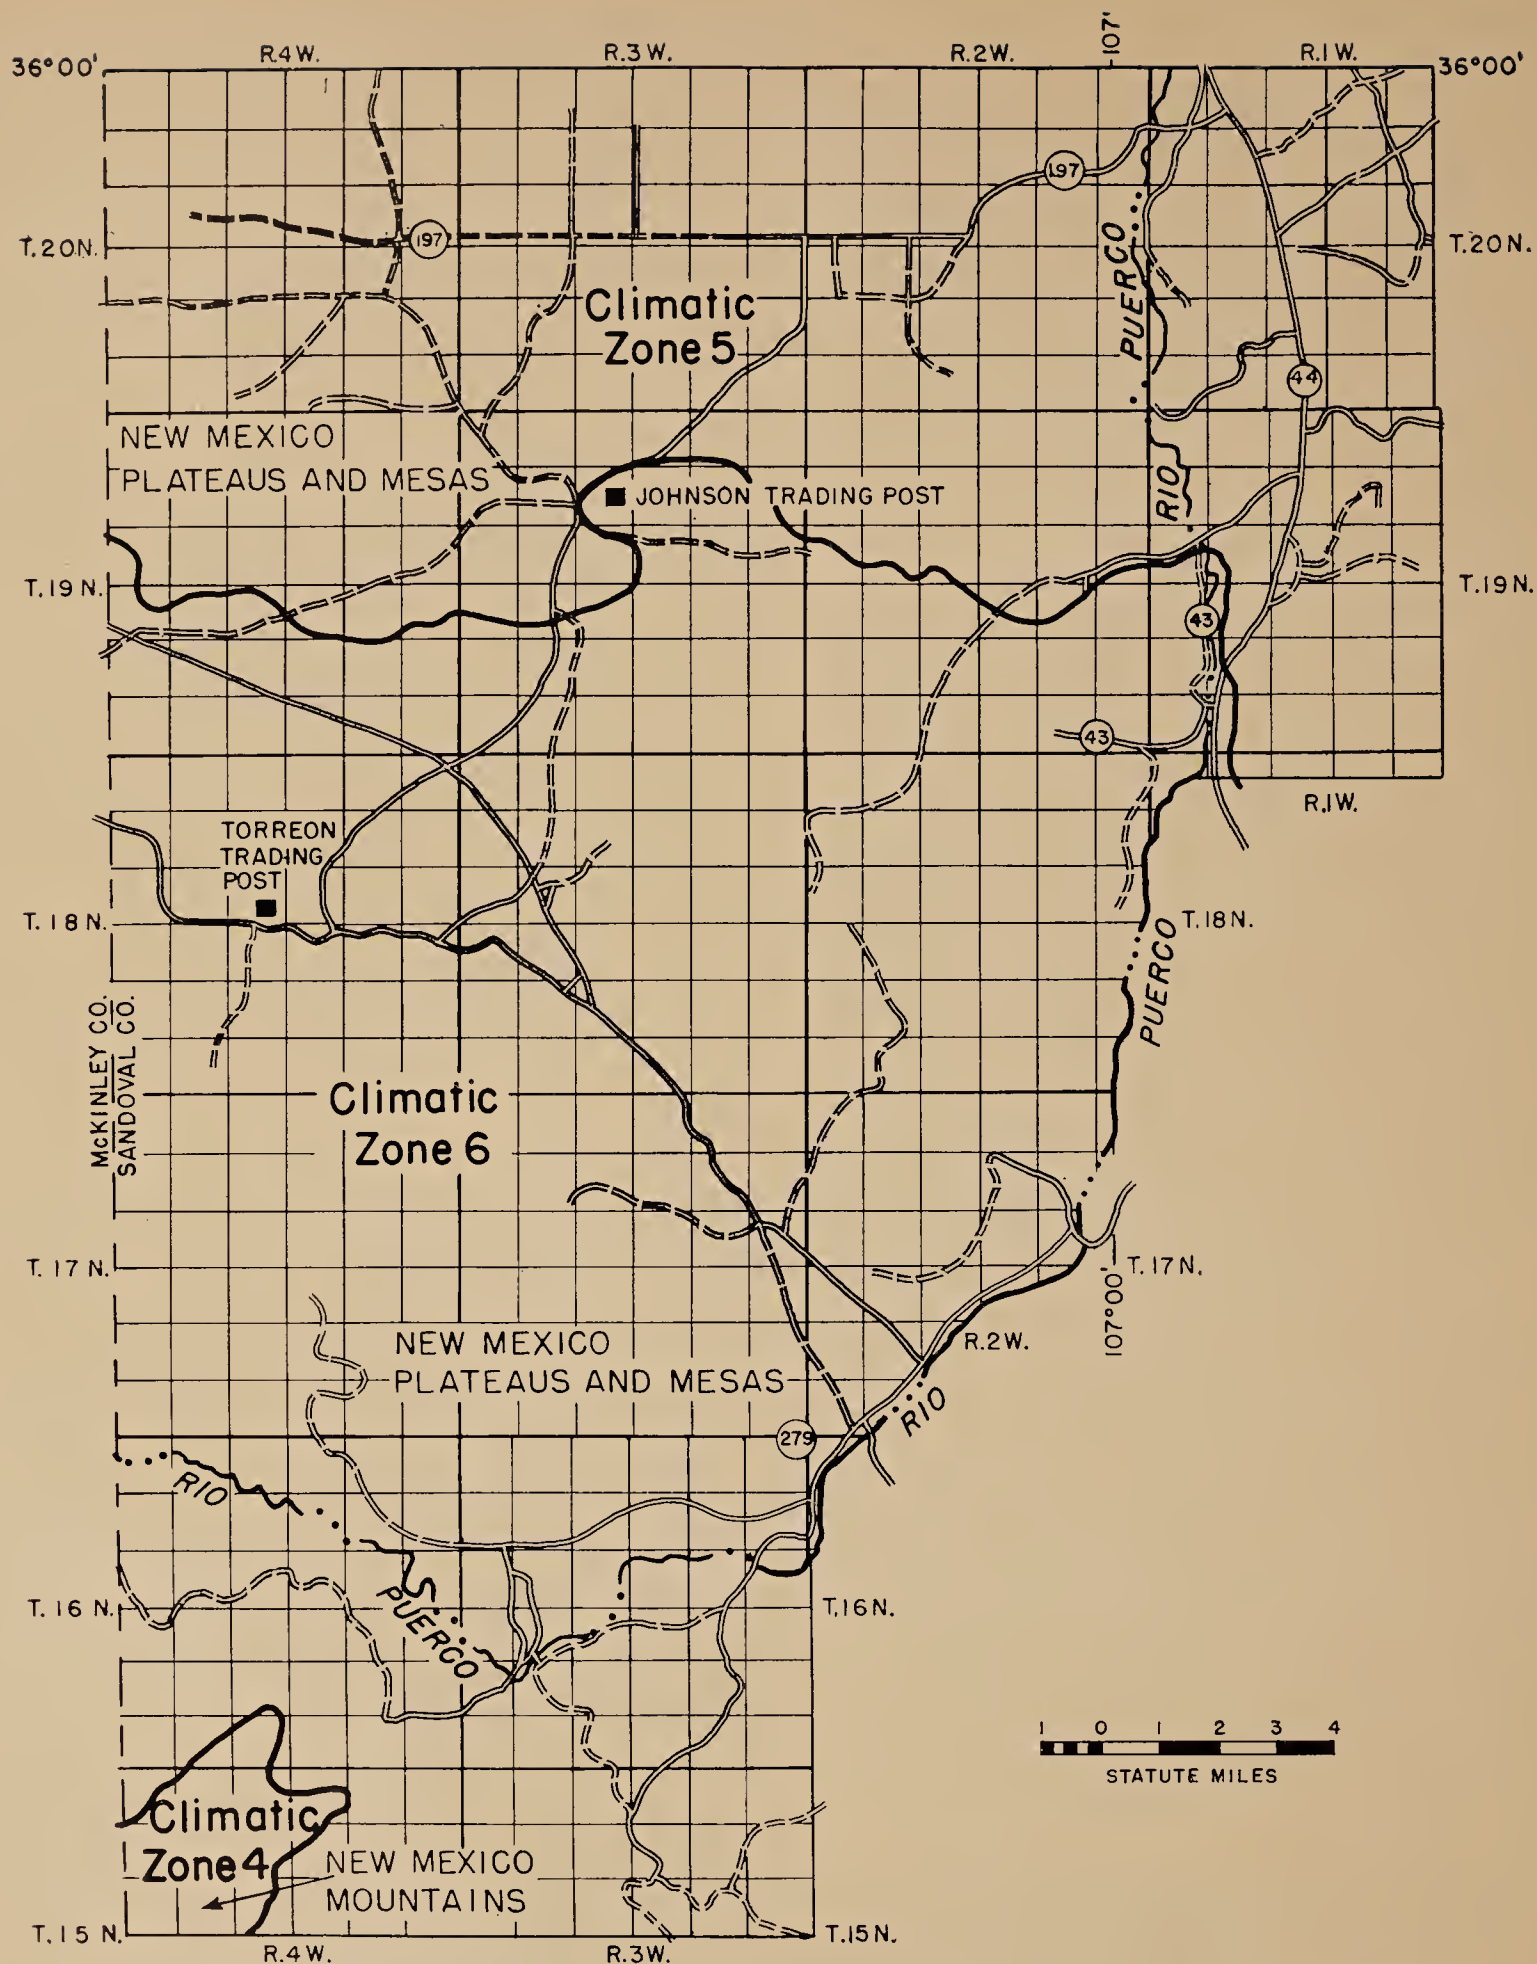 R.4W.
R.3W.
R.2W.
107'
R.1W.
36°00'
36°00'
197
197
T.20N.
T.20N.
PUERCO
Climatic
Zone 5
44
NEW MEXICO
PLATEAUS AND MESAS
JOHNSON TRADING POST
RIO
T.19N.
T.19N.
43
43
R.1W.
TORREON
TRADING
POST
T.18N.
T.18N.
PUERCO
McKINLEY CO.
SANDOVAL CO.
Climatic
Zone 6
T.17N.
T.17N.
107°00'
NEW MEXICO
PLATEAUS AND MESAS
R.2W.
RIO
279
RIO
PUERCO
T.16N.
T.16N.
1 0 1 2 3 4
STATUTE MILES
Climatic
Zone 4
NEW MEXICO
MOUNTAINS
T.15N.
T.15N.
R.4W.
R.3W.